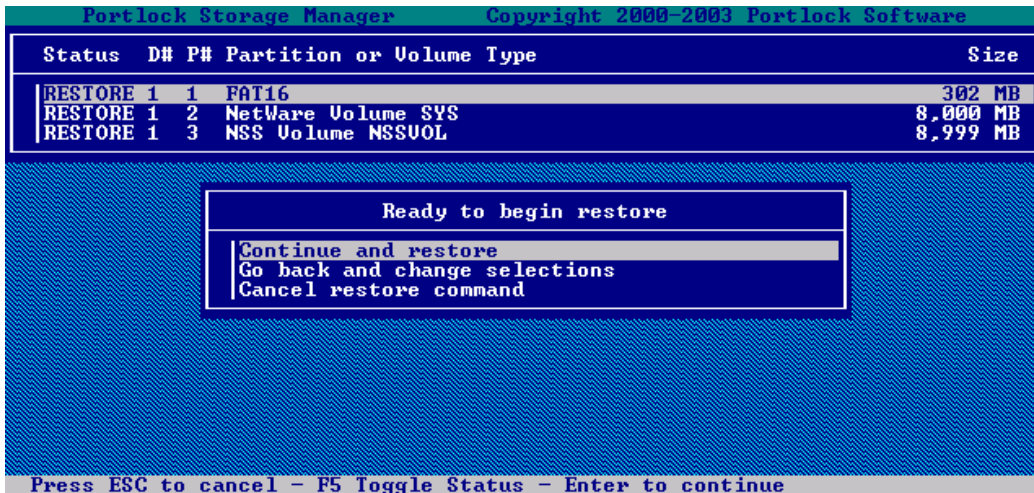 Portlock Storage Manager Copyright 2000-2003 Portlock Software
Status D# P# Partition or Volume Type Size
RESTORE 1 1 FAT16 302 MB
RESTORE 1 2 NetWare Volume SYS 8,000 MB
RESTORE 1 3 NSS Volume NSSVOL 8,999 MB
Ready to begin restore
Continue and restore
Go back and change selections
Cancel restore command
Press ESC to cancel - F5 Toggle Status - Enter to continue